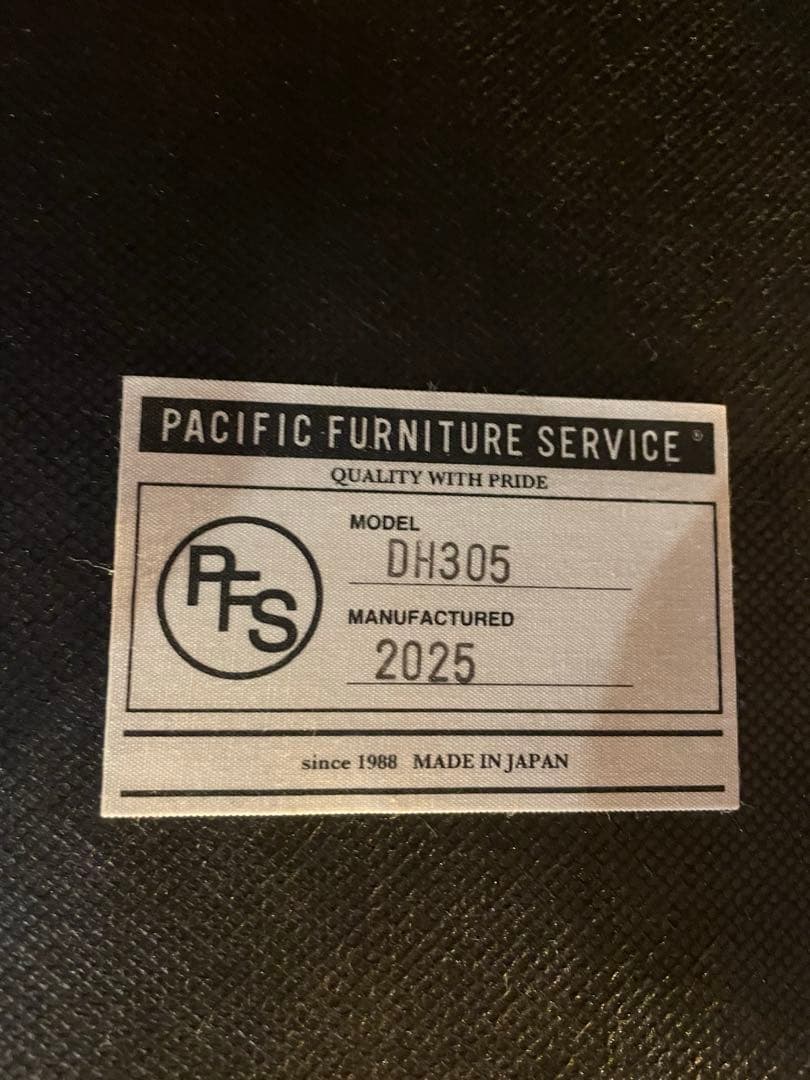 PACIFIC FURNITURE SERVICE ®
QUALITY WITH PRIDE
PFS
MODEL
DH305
MANUFACTURED
2025
since 1988 MADE IN JAPAN